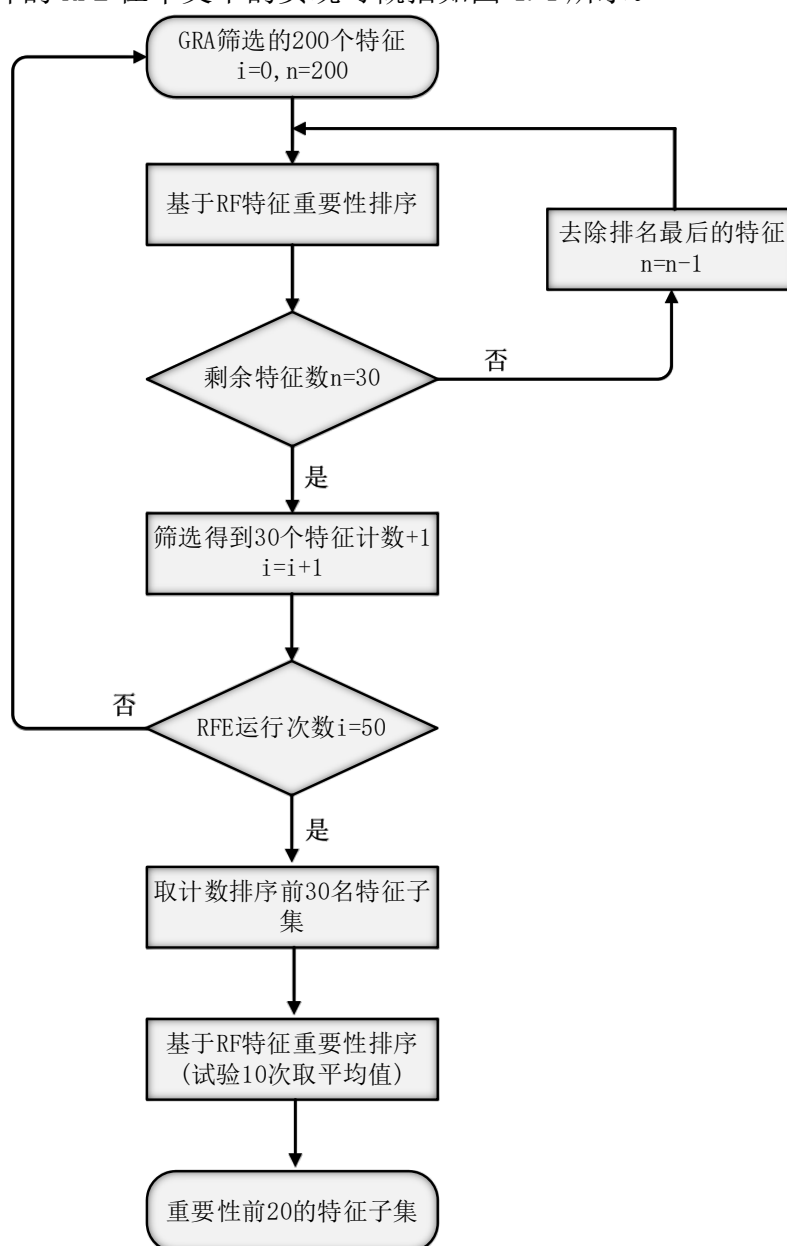 GRA筛选的200个特征
i=0,n=200
基于RF特征重要性排序
去除排名最后的特征
n=n-1
剩余特征数n=30
否
是
筛选得到30个特征计数+1
i=i+1
否
RFE运行次数i=50
是
取计数排序前30名特征子
集
基于RF特征重要性排序
(试验10次取平均值)
重要性前20的特征子集